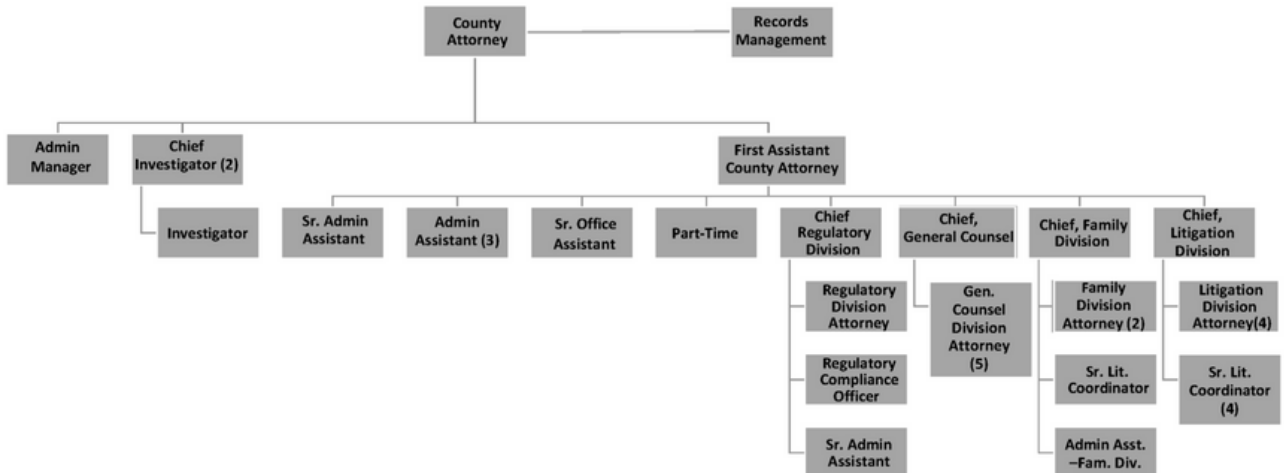 County
Attorney
Records
Management
Admin
Manager
Chief
Investigator (2)
First Assistant
County Attorney
Investigator
Sr. Admin
Assistant
Admin
Assistant (3)
Sr. Office
Assistant
Part-Time
Chief
Regulatory
Division
Chief,
General Counsel
Chief, Family
Division
Chief,
Litigation
Division
Regulatory
Division
Attorney
Regulatory
Compliance
Officer
Sr. Admin
Assistant
Gen.
Counsel
Division
Attorney
(5)
Family
Division
Attorney (2)
Sr. Lit.
Coordinator
Admin Asst.
–Fam. Div.
Litigation
Division
Attorney(4)
Sr. Lit.
Coordinator
(4)